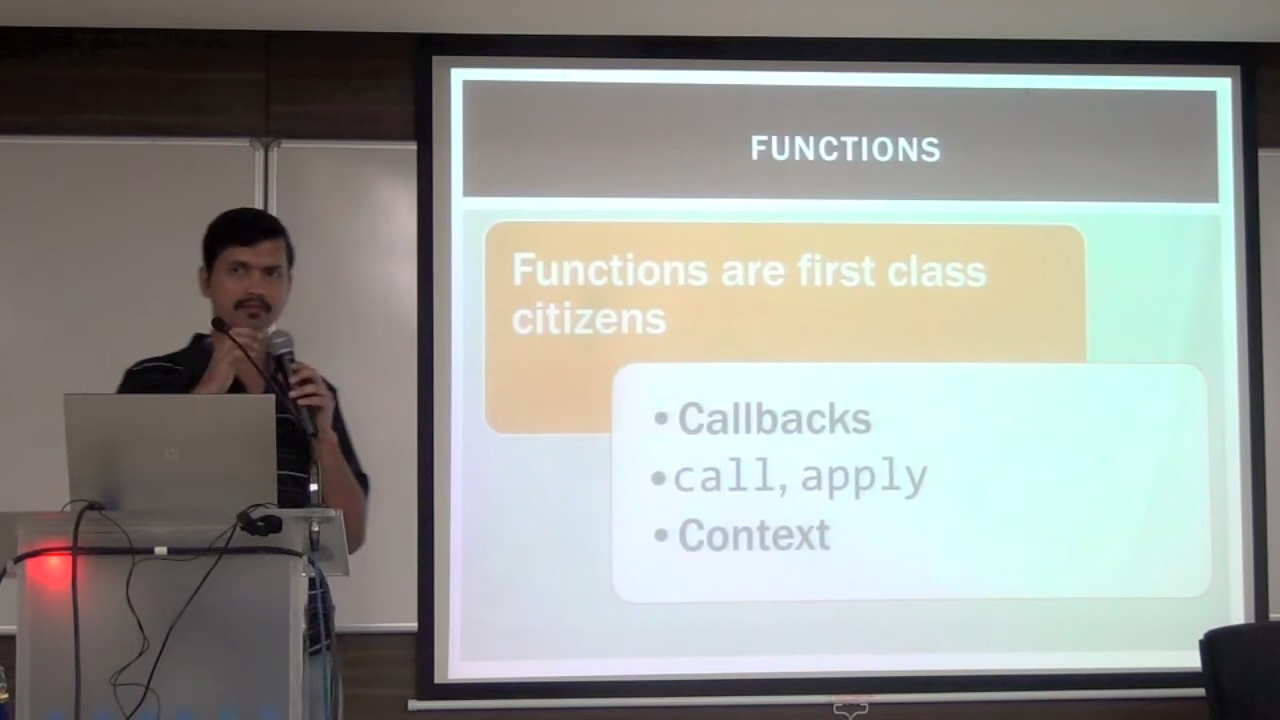 FUNCTIONS
Functions are first class
citizens
• Callbacks
• call, apply
• Context